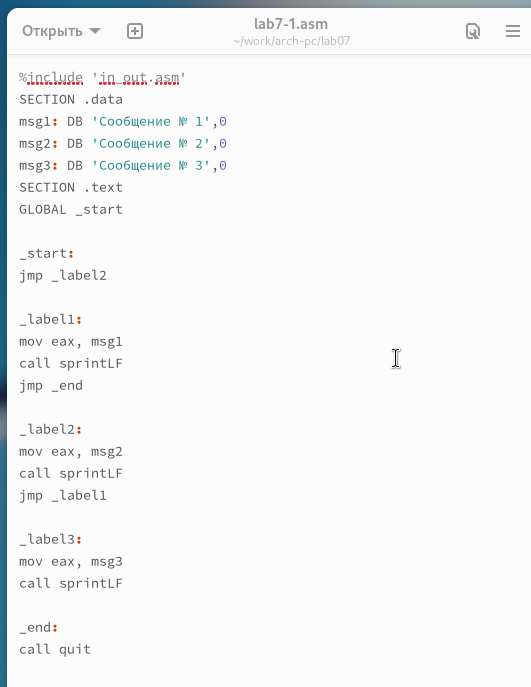 Открыть
lab7-1.asm
~/work/arch-pc/lab07
%include 'in_out.asm'
SECTION .data
msg1: DB 'Сообщение № 1',0
msg2: DB 'Сообщение № 2',0
msg3: DB 'Сообщение № 3',0
SECTION .text
GLOBAL _start

_start:
jmp _label2

_label1:
mov eax, msg1
call sprintLF
jmp _end

_label2:
mov eax, msg2
call sprintLF
jmp _label1

_label3:
mov eax, msg3
call sprintLF

_end:
call quit